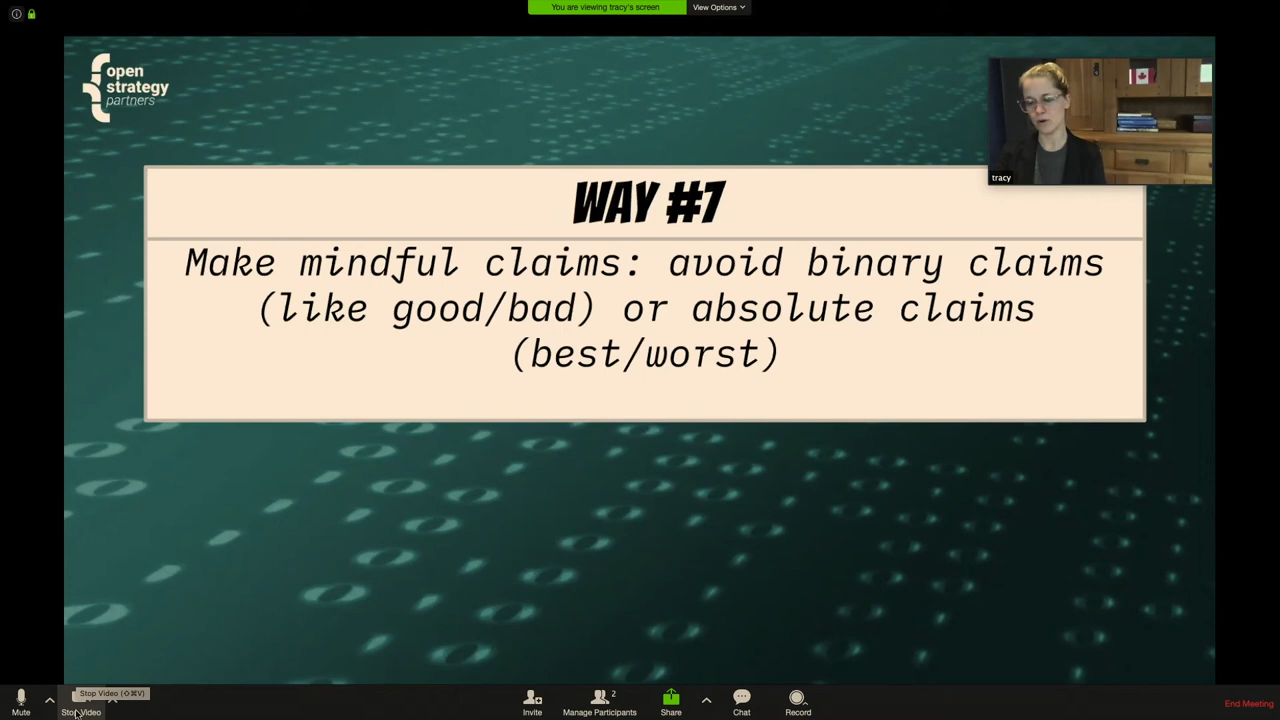 You are viewing tracy's screen
View Options
open
strategy
partners
tracy
WAY #7
Make mindful claims: avoid binary claims
(like good/bad) or absolute claims
(best/worst)
Stop Video (⇧⌘V)
Mute
Stop Video
Invite
2
Manage Participants
Share
Chat
Record
End Meeting